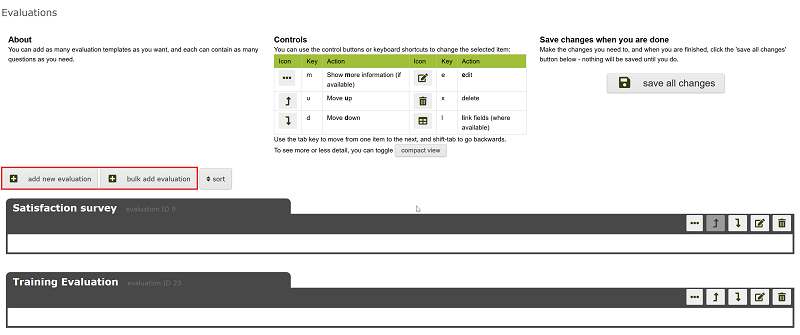 Evaluations
About
You can add as many evaluation templates as you want, and each can contain as many
questions as you need.
Controls
You can use the control buttons or keyboard shortcuts to change the selected item:
Icon Key Action Icon Key Action
m Show more information (if available) e edit
u Move up x delete
d Move down l link fields (where available)
Use the tab key to move from one item to the next, and shift-tab to go backwards.
To see more or less detail, you can toggle compact view
Save changes when you are done
Make the changes you need to, and when you are finished, click the 'save all changes'
button below - nothing will be saved until you do.
save all changes
add new evaluation bulk add evaluation sort
Satisfaction survey evaluation ID 9
Training Evaluation evaluation ID 23